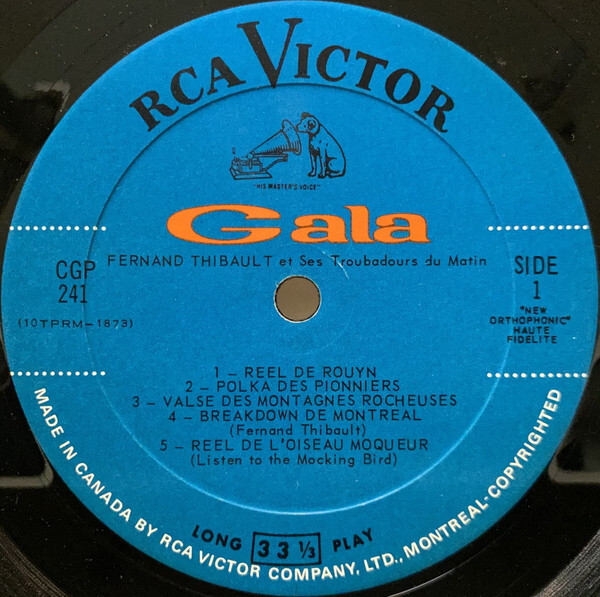 RCA VICTOR
"HIS MASTER'S VOICE"
Gala
FERNAND THIBAULT et Ses Troubadours du Matin
CGP
241
(10TPRM-1873)
SIDE
1
"NEW
ORTHOPHONIC"
HAUTE
FIDELITE
1 - REEL DE ROUYN
2 - POLKA DES PIONNIERS
3 - VALSE DES MONTAGNES ROCHEUSES
4 - BREAKDOWN DE MONTREAL
(Fernand Thibault)
5 - REEL DE L'OISEAU MOQUEUR
(Listen to the Mocking Bird)
LONG 33 1/3 PLAY
MADE IN CANADA BY RCA VICTOR COMPANY, LTD., MONTREAL-COPYRIGHTED